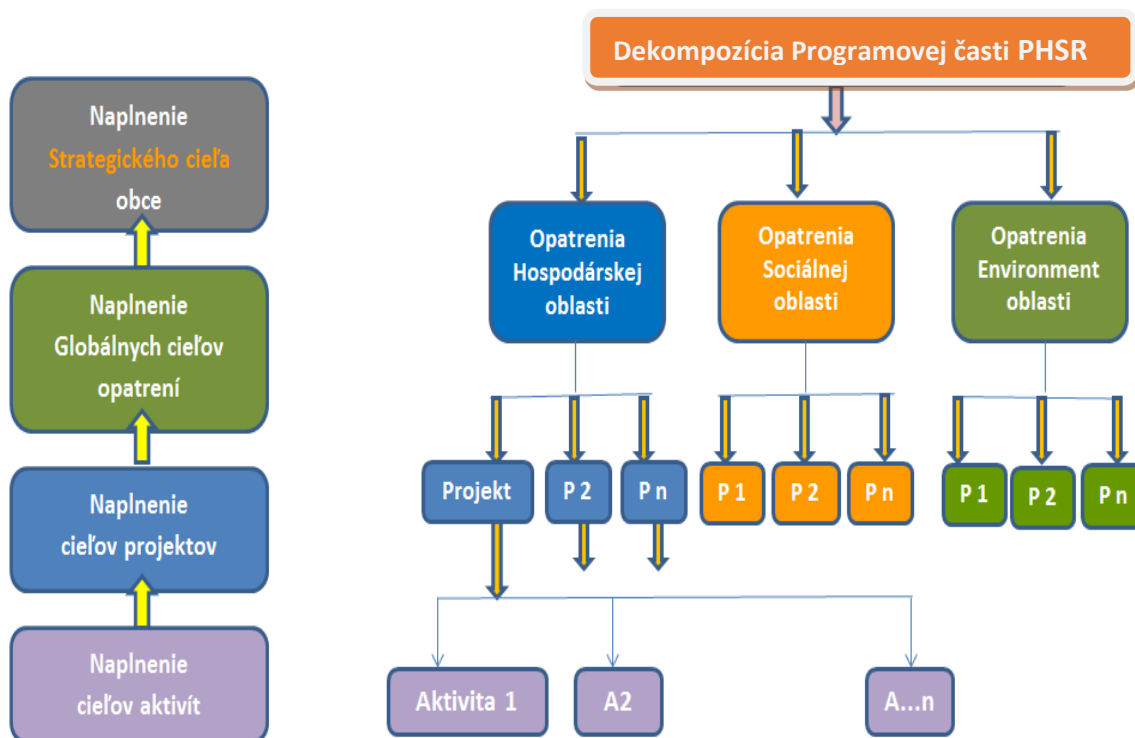 Dekompozícia Programovej časti PHSR
Naplnenie
Strategického cieľa
obce
Naplnenie
Globálnych cieľov
opatrení
Naplnenie
cieľov projektov
Naplnenie
cieľov aktivít
Opatrenia
Hospodárskej
oblasti
Opatrenia
Sociálnej
oblasti
Opatrenia
Environment
oblasti
Projekt
P 2
P n
P 1
P 2
P n
P 1
P 2
P n
Aktivita 1
A2
A...n